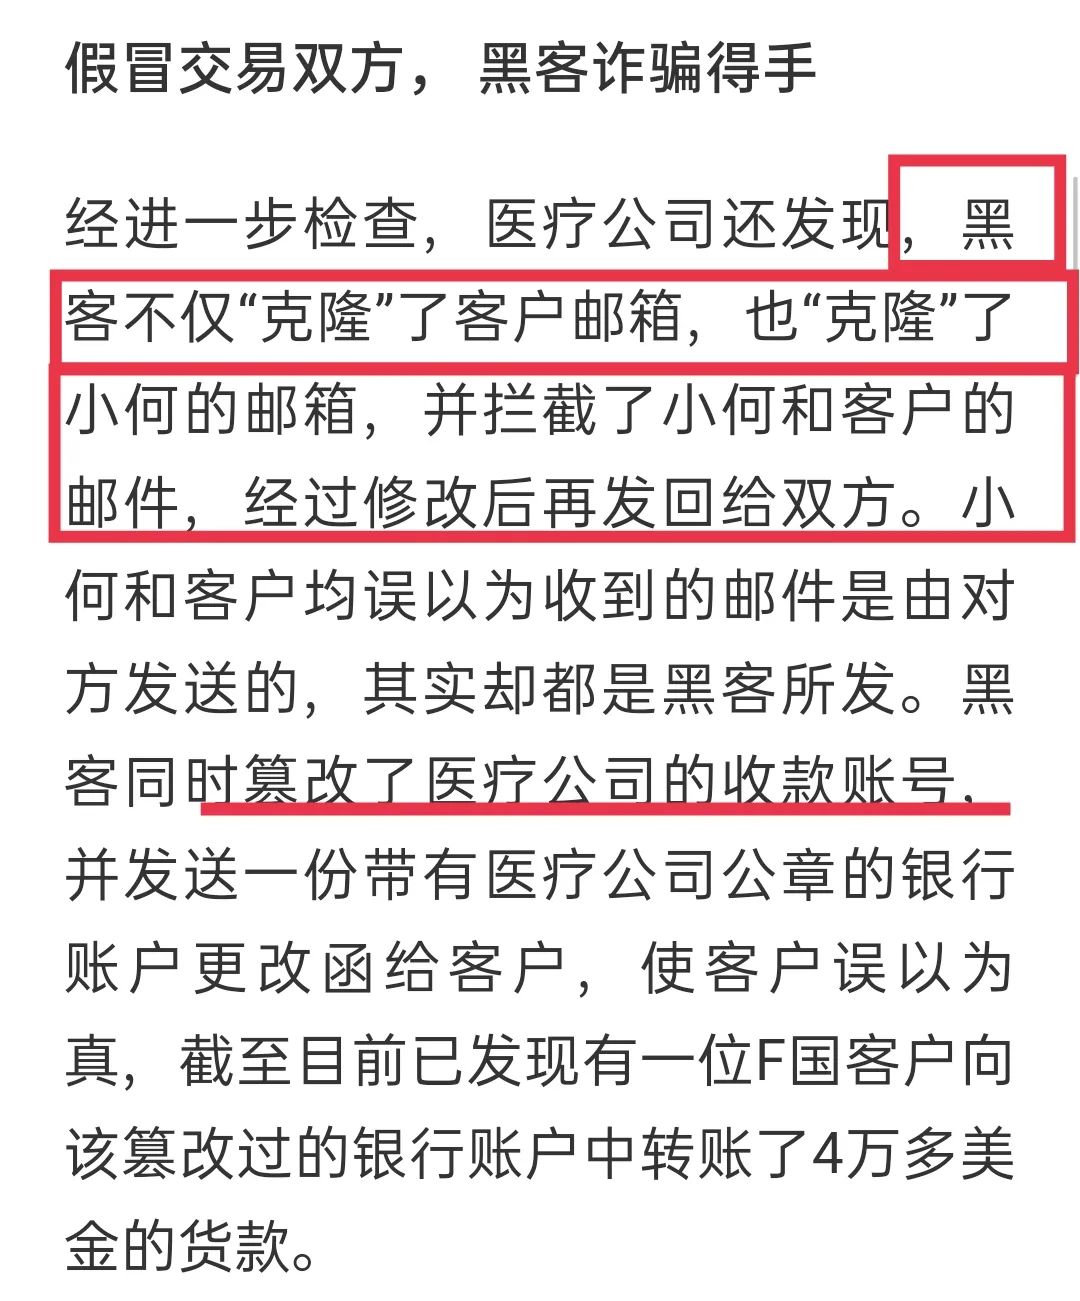 假冒交易双方，黑客诈骗得手
经进一步检查，医疗公司还发现，黑
客不仅“克隆”了客户邮箱，也“克隆”了
小何的邮箱，并拦截了小何和客户的
邮件，经过修改后再发回给双方。小
何和客户均误以为收到的邮件是由对
方发送的，其实却都是黑客所发。黑
客同时篡改了医疗公司的收款账号，
并发送一份带有医疗公司公章的银行
账户更改函给客户，使客户误以为
真，截至目前已发现有一位F国客户向
该篡改过的银行账户中转账了4万多美
金的货款。